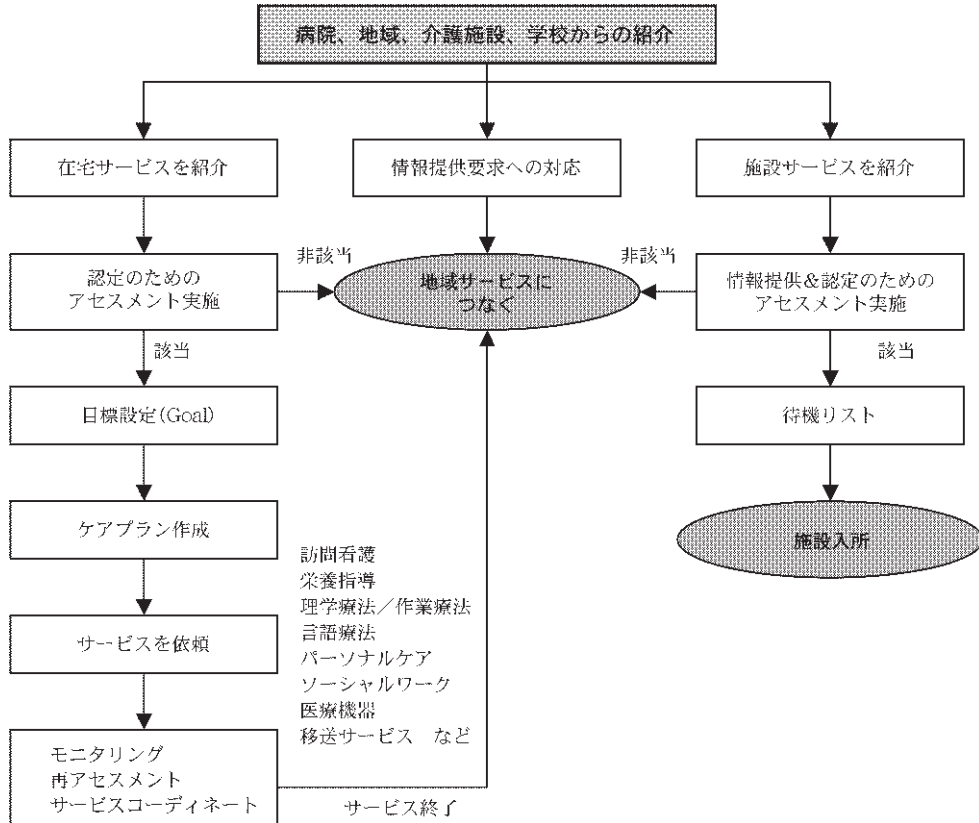 病院、地域、介護施設、学校からの紹介
在宅サービスを紹介
情報提供要求への対応
施設サービスを紹介
認定のための
アセスメント実施
非該当
地域サービスに
つなぐ
非該当
情報提供&認定のための
アセスメント実施
該当
該当
目標設定(Goal)
待機リスト
ケアプラン作成
施設入所
訪問看護
栄養指導
理学療法/作業療法
言語療法
パーソナルケア
ソーシャルワーク
医療機器
移送サービス など
サービスを依頼
モニタリング
再アセスメント
サービスコーディネート
サービス終了